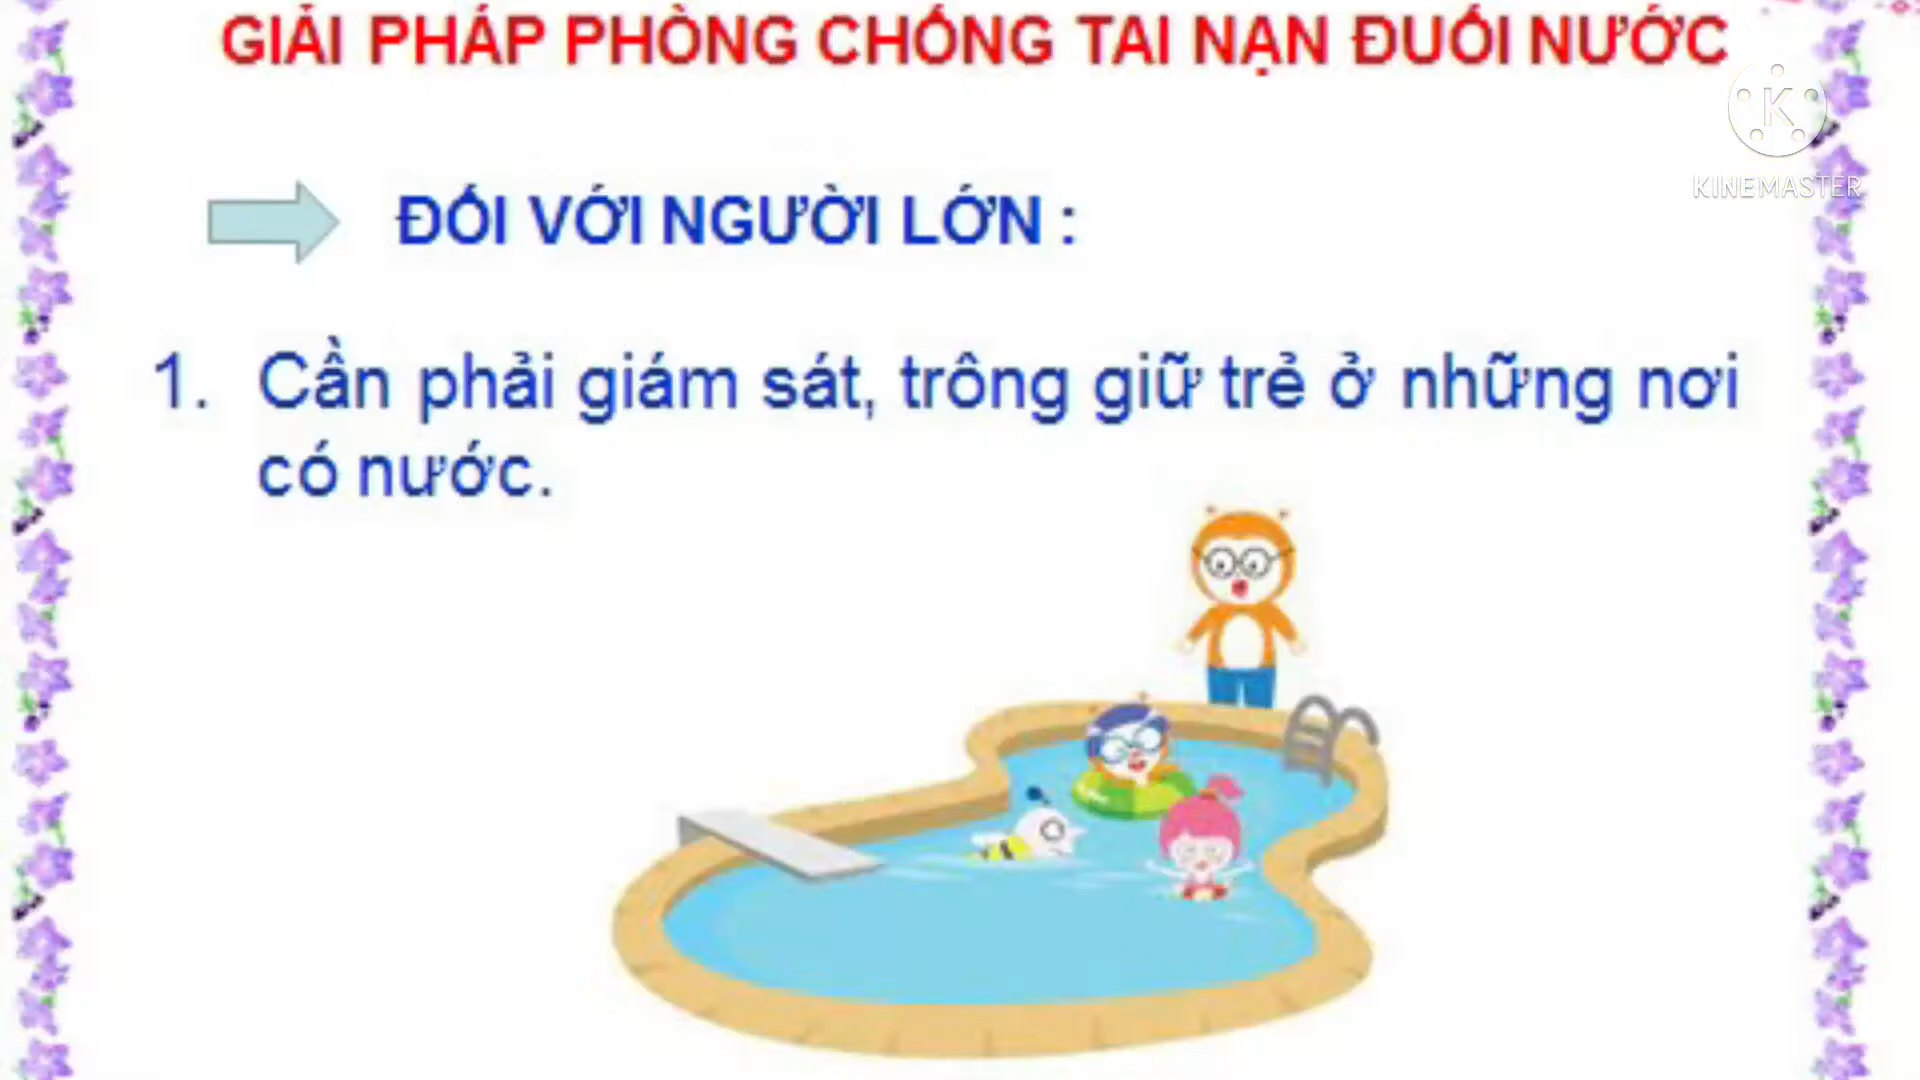 GIẢI PHÁP PHÒNG CHỐNG TAI NẠN ĐUỐI NƯỚC
K
KINEMASTER
ĐỐI VỚI NGƯỜI LỚN :
1. Cần phải giám sát, trông giữ trẻ ở những nơi
có nước.